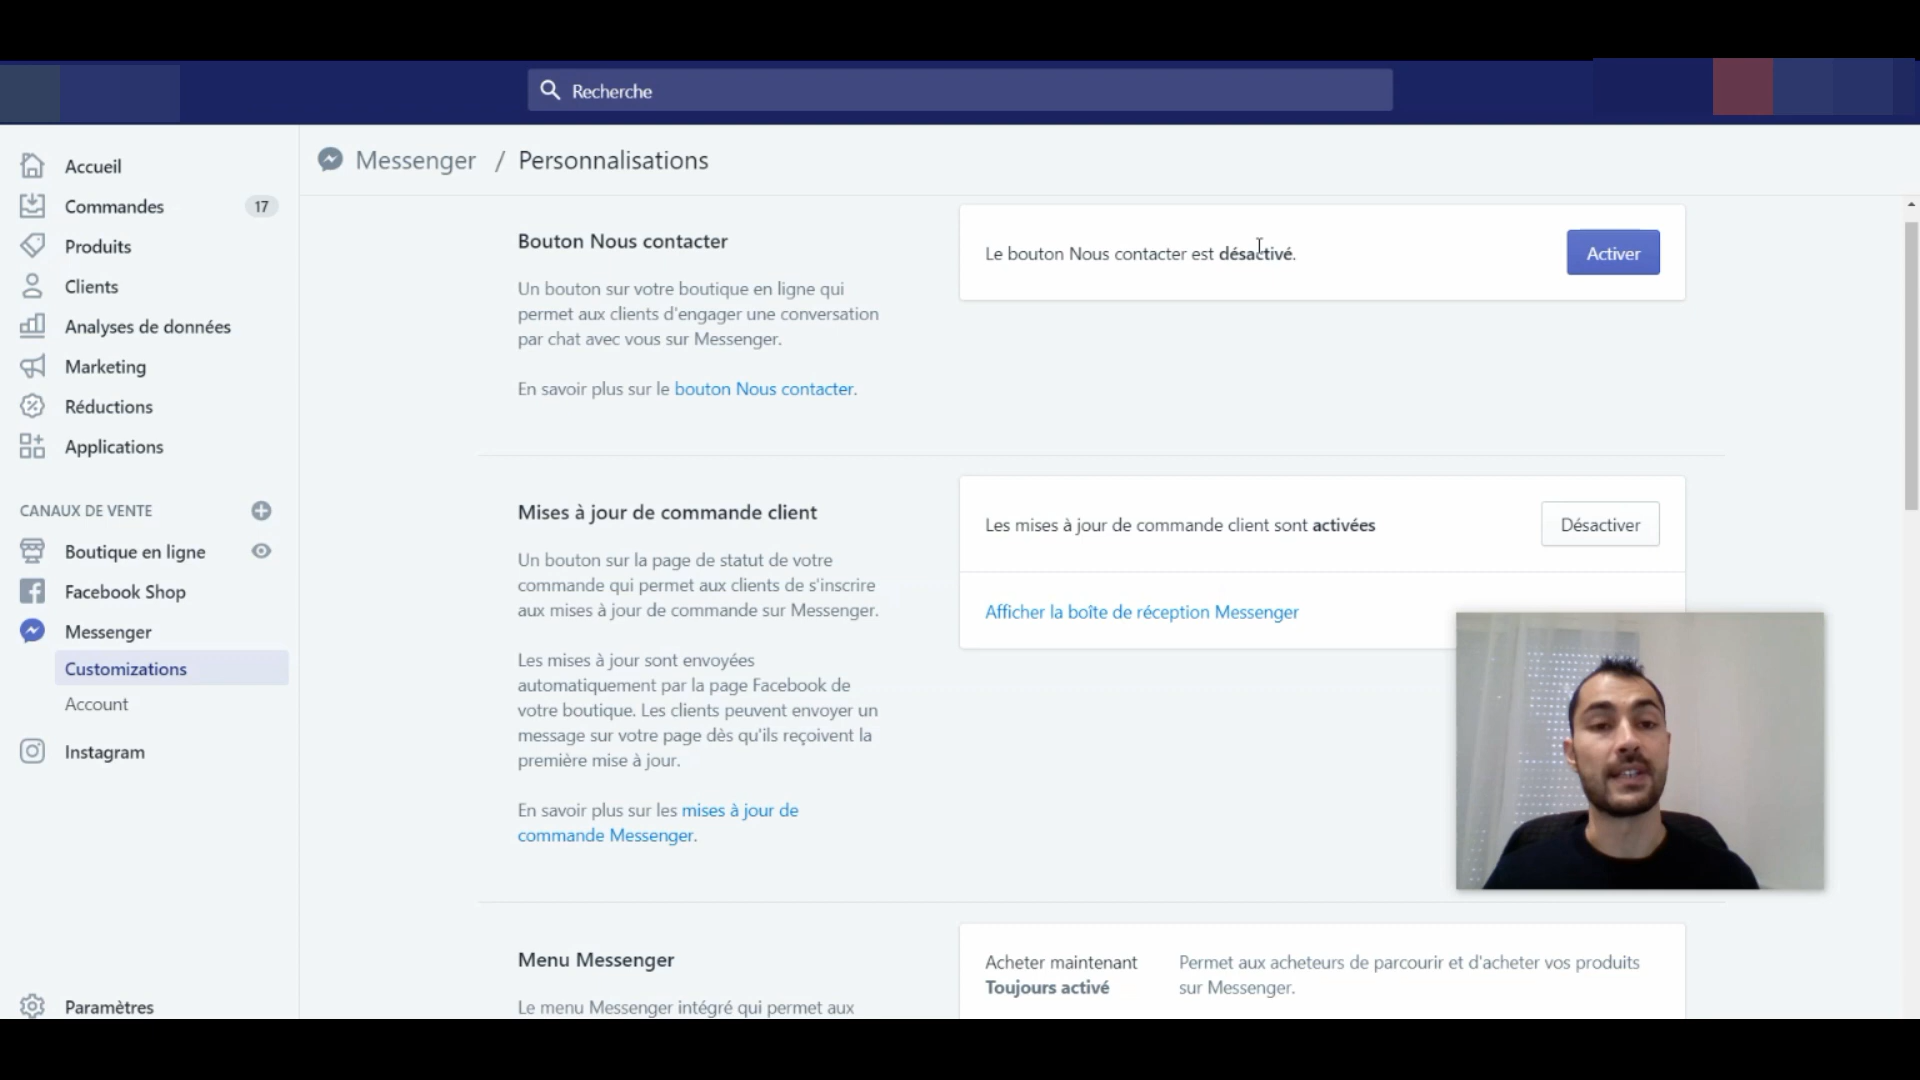 Recherche
Accueil
Commandes 17
Produits
Clients
Analyses de données
Marketing
Réductions
Applications
CANAUX DE VENTE
Boutique en ligne
Facebook Shop
Messenger
Customizations
Account
Instagram
Paramètres
Messenger / Personnalisations
Bouton Nous contacter
Un bouton sur votre boutique en ligne qui
permet aux clients d'engager une conversation
par chat avec vous sur Messenger.
En savoir plus sur le bouton Nous contacter.
Le bouton Nous contacter est désactivé.
Activer
Mises à jour de commande client
Un bouton sur la page de statut de votre
commande qui permet aux clients de s'inscrire
aux mises à jour de commande sur Messenger.
Les mises à jour sont envoyées
automatiquement par la page Facebook de
votre boutique. Les clients peuvent envoyer un
message sur votre page dès qu'ils reçoivent la
première mise à jour.
En savoir plus sur les mises à jour de
commande Messenger.
Les mises à jour de commande client sont activées
Désactiver
Afficher la boîte de réception Messenger
Menu Messenger
Le menu Messenger intégré qui permet aux
Acheter maintenant
Toujours activé
Permet aux acheteurs de parcourir et d'acheter vos produits
sur Messenger.